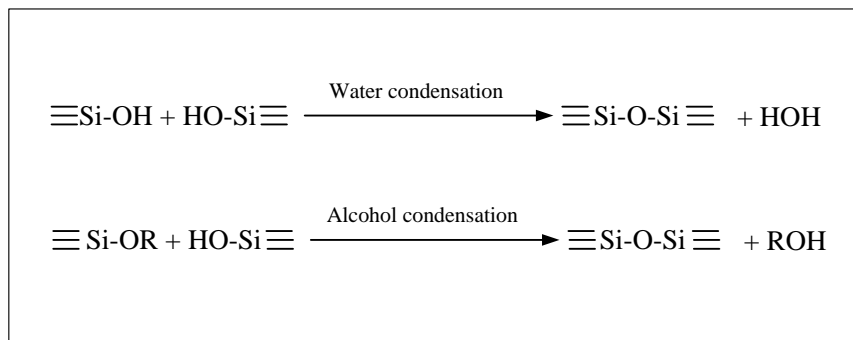 Water condensation
≡Si-OH + HO-Si≡ ≡Si-O-Si≡ + HOH
Alcohol condensation
≡Si-OR + HO-Si≡ ≡Si-O-Si≡ + ROH